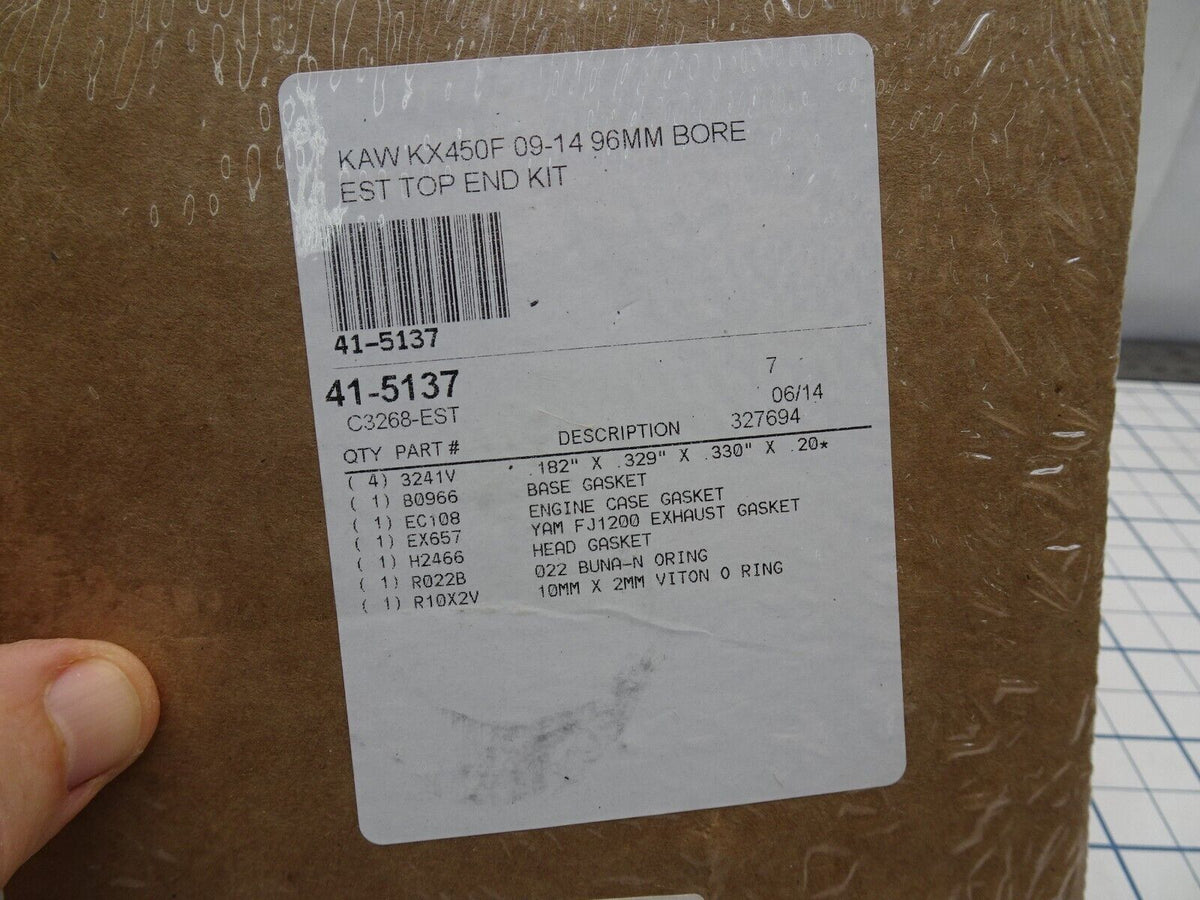 KAW KX450F 09-14 96MM BORE
EST TOP END KIT
41-5137
41-5137 7
C3268-EST 06/14
QTY PART # DESCRIPTION 327694
( 4) 3241V .182" X .329" X .330" X .20*
( 1) B0966 BASE GASKET
( 1) EC108 ENGINE CASE GASKET
( 1) EX657 YAM FJ1200 EXHAUST GASKET
( 1) H2466 HEAD GASKET
( 1) R022B 022 BUNA-N ORING
( 1) R10X2V 10MM X 2MM VITON O RING